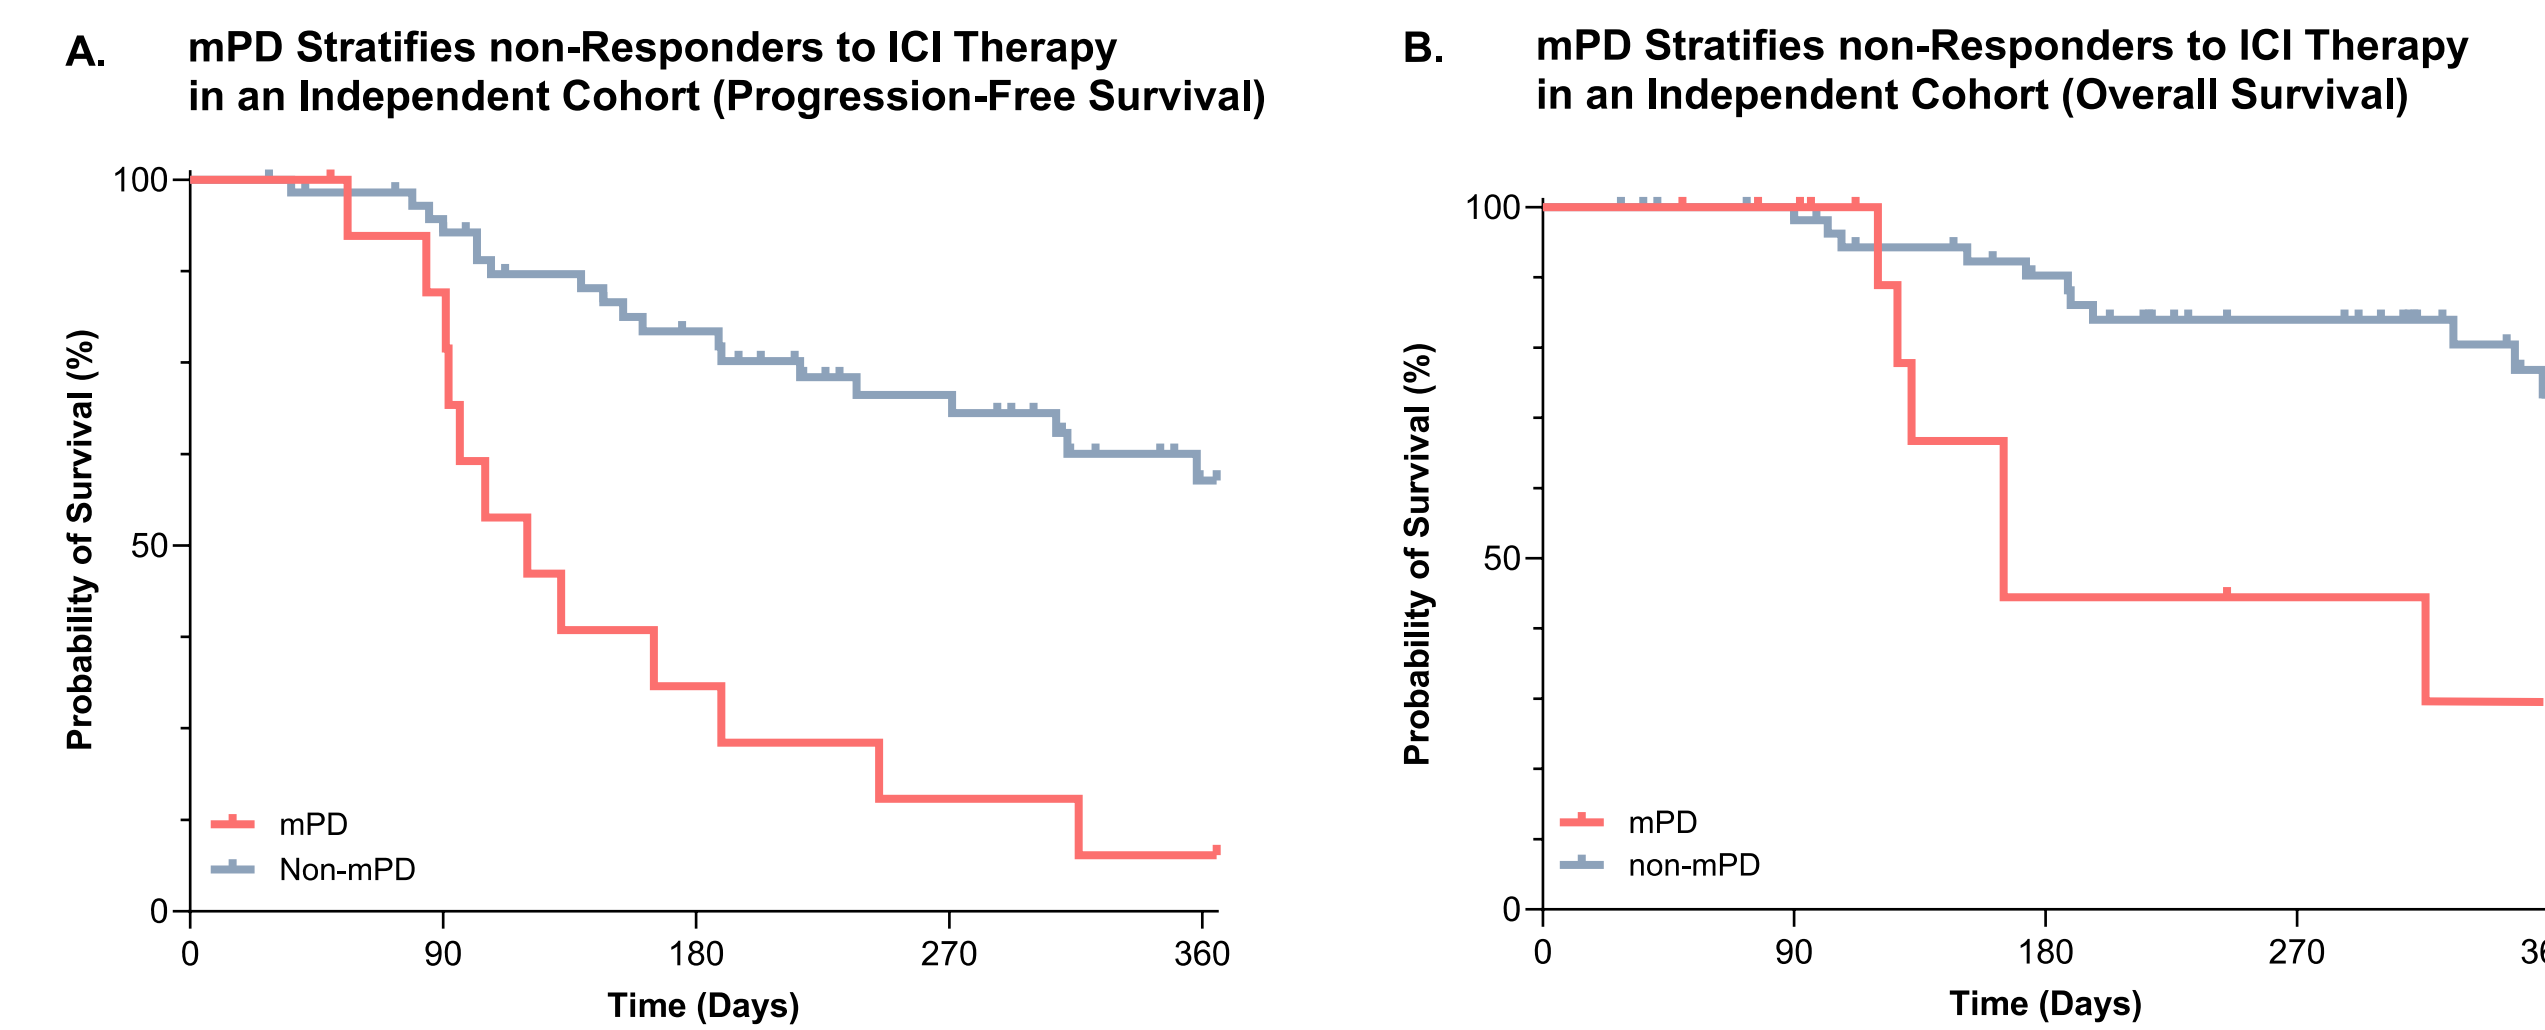 A.
mPD Stratifies non-Responders to ICI Therapy
in an Independent Cohort (Progression-Free Survival)
Probability of Survival (%)
100
50
0
mPD
Non-mPD
0 90 180 270 360
Time (Days)
B.
mPD Stratifies non-Responders to ICI Therapy
in an Independent Cohort (Overall Survival)
Probability of Survival (%)
100
50
0
mPD
non-mPD
0 90 180 270
Time (Days)